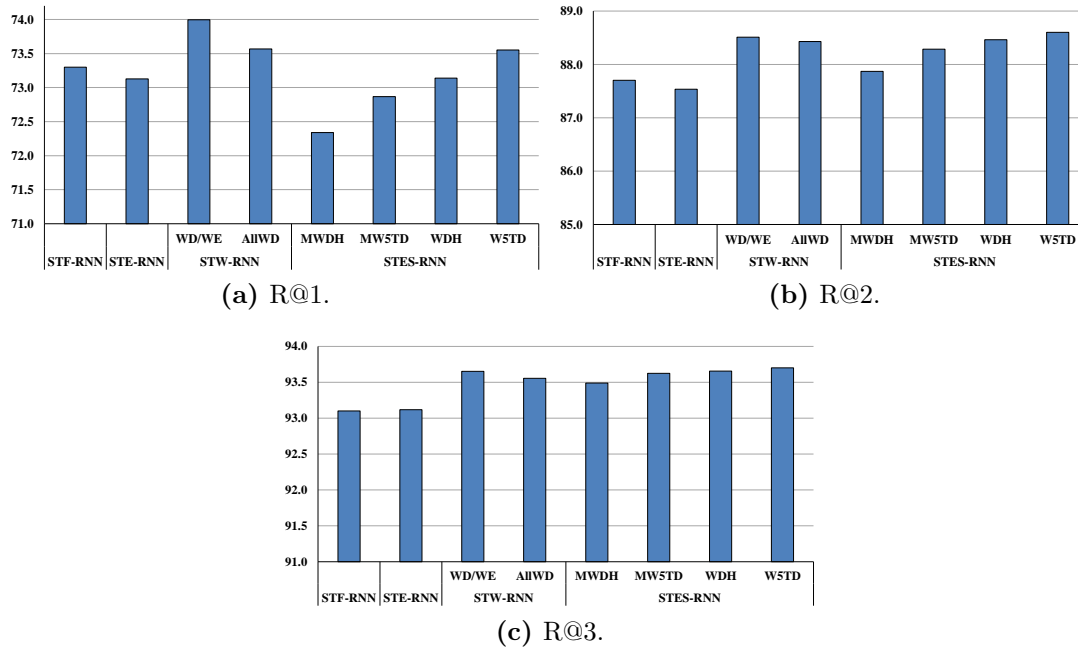 74.0
73.5
73.0
72.5
72.0
71.5
71.0
WD/WE AllWD MWDH MW5TD WDH W5TD
STF-RNN STE-RNN STW-RNN STES-RNN
(a) R@1.
89.0
88.0
87.0
86.0
85.0
WD/WE AllWD MWDH MW5TD WDH W5TD
STF-RNN STE-RNN STW-RNN STES-RNN
(b) R@2.
94.0
93.5
93.0
92.5
92.0
91.5
91.0
WD/WE AllWD MWDH MW5TD WDH W5TD
STF-RNN STE-RNN STW-RNN STES-RNN
(c) R@3.